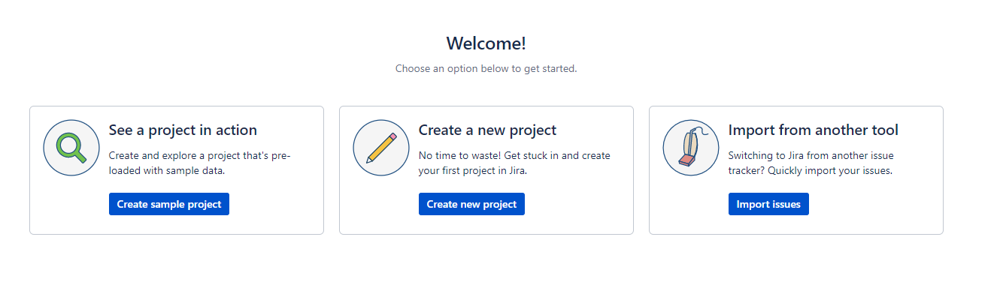 Welcome!
Choose an option below to get started.
See a project in action
Create and explore a project that's pre-
loaded with sample data.
Create sample project
Create a new project
No time to waste! Get stuck in and create
your first project in Jira.
Create new project
Import from another tool
Switching to Jira from another issue
tracker? Quickly import your issues.
Import issues